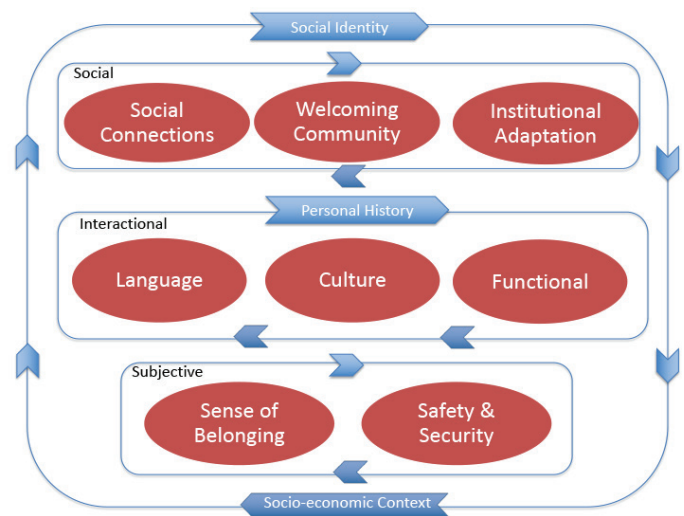 Social Identity
Social
Social
Connections
Welcoming
Community
Institutional
Adaptation
Personal History
Interactional
Language
Culture
Functional
Subjective
Sense of
Belonging
Safety &
Security
Socio-economic Context